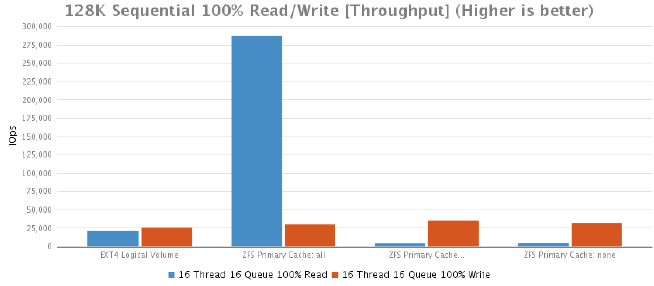 128K Sequential 100% Read/Write [Throughput] (Higher is better)
300,000
275,000
250,000
225,000
200,000
175,000
150,000
125,000
100,000
75,000
50,000
25,000
0
IOps
EXT4 Logical Volume
ZFS Primary Cache: all
ZFS Primary Cache...
ZFS Primary Cache: none
16 Thread 16 Queue 100% Read
16 Thread 16 Queue 100% Write